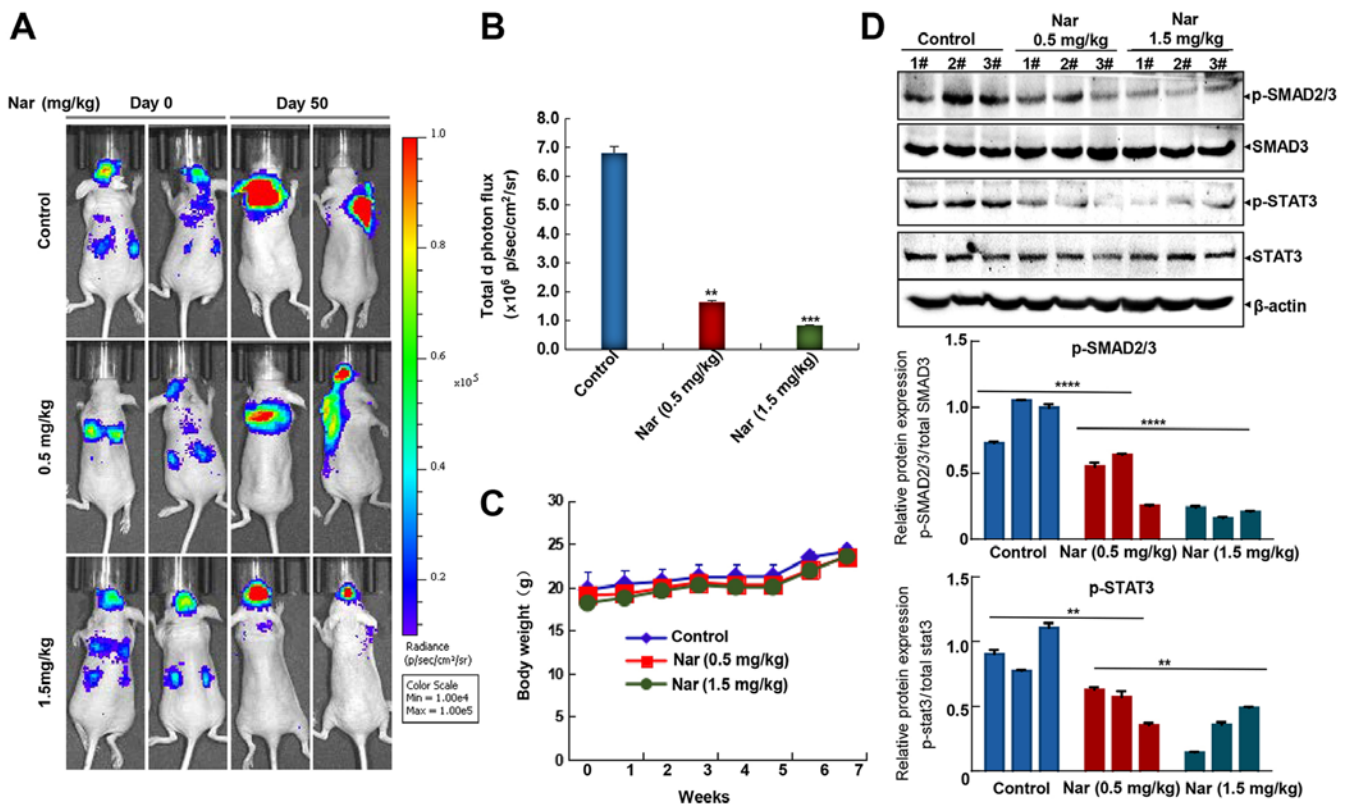 A
Nar (mg/kg) Day 0 Day 50
Control
0.5 mg/kg
1.5mg/kg
1.0
0.8
0.6
x10⁵
0.4
0.2
Radiance
(p/sec/cm²/sr)
Color Scale
Min = 1.00e4
Max = 1.00e5
B
Total d photon flux
(x10⁶ p/sec/cm²/sr)
8.0
7.0
6.0
5.0
4.0
3.0
2.0
1.0
0.0
**
***
Control
Nar (0.5 mg/kg)
Nar (1.5 mg/kg)
C
Body weight (g)
30
25
20
15
10
5
0
Control
Nar (0.5 mg/kg)
Nar (1.5 mg/kg)
0 1 2 3 4 5 6 7
Weeks
D
Control
Nar
0.5 mg/kg
Nar
1.5 mg/kg
1# 2# 3# 1# 2# 3# 1# 2# 3#
p-SMAD2/3
SMAD3
p-STAT3
STAT3
β-actin
p-SMAD2/3
Relative protein expression
p-SMAD2/3/total SMAD3
1.5
1.0
0.5
0
****
****
Control Nar (0.5 mg/kg) Nar (1.5 mg/kg)
p-STAT3
Relative protein expression
p-stat3/total stat3
1.5
1.0
0.5
0
**
**
Control Nar (0.5 mg/kg) Nar (1.5 mg/kg)